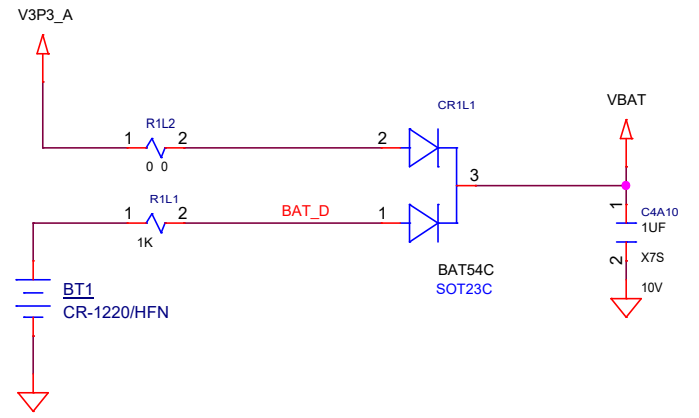 V3P3_A
R1L2
1 2
0 0
CR1L1
2
VBAT
3
R1L1
1 2
1K
BAT_D
1
C4A10
1
1UF
BAT54C
SOT23C
X7S
2
10V
BT1
CR-1220/HFN